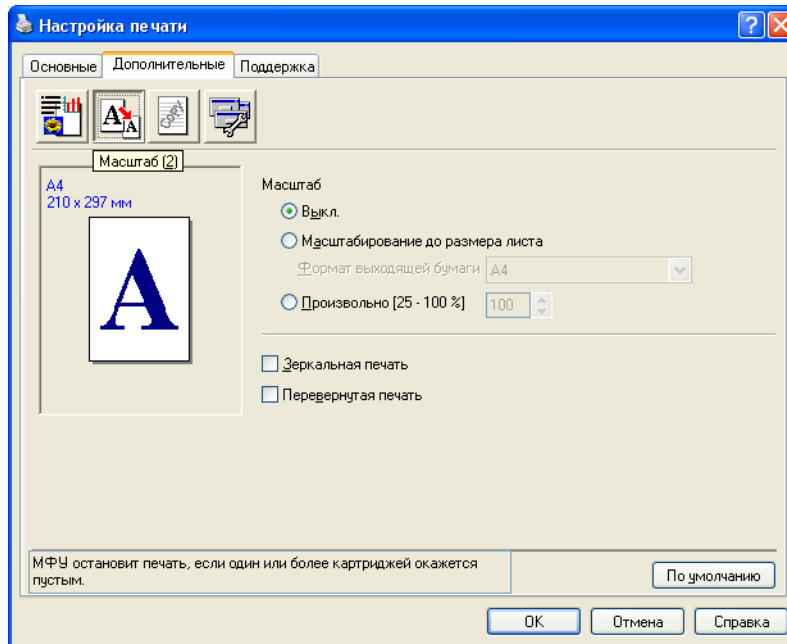 Настройка печати
Основные Дополнительные Поддержка
Copy
Масштаб (2)
A4
210 x 297 мм
A
Масштаб
Выкл.
Масштабирование до размера листа
Формат выходящей бумаги A4
Произвольно [25 - 100 %] 100
Зеркальная печать
Перевернутая печать
МФУ остановит печать, если один или более картриджей окажется
пустым.
По умолчанию
OK Отмена Справка